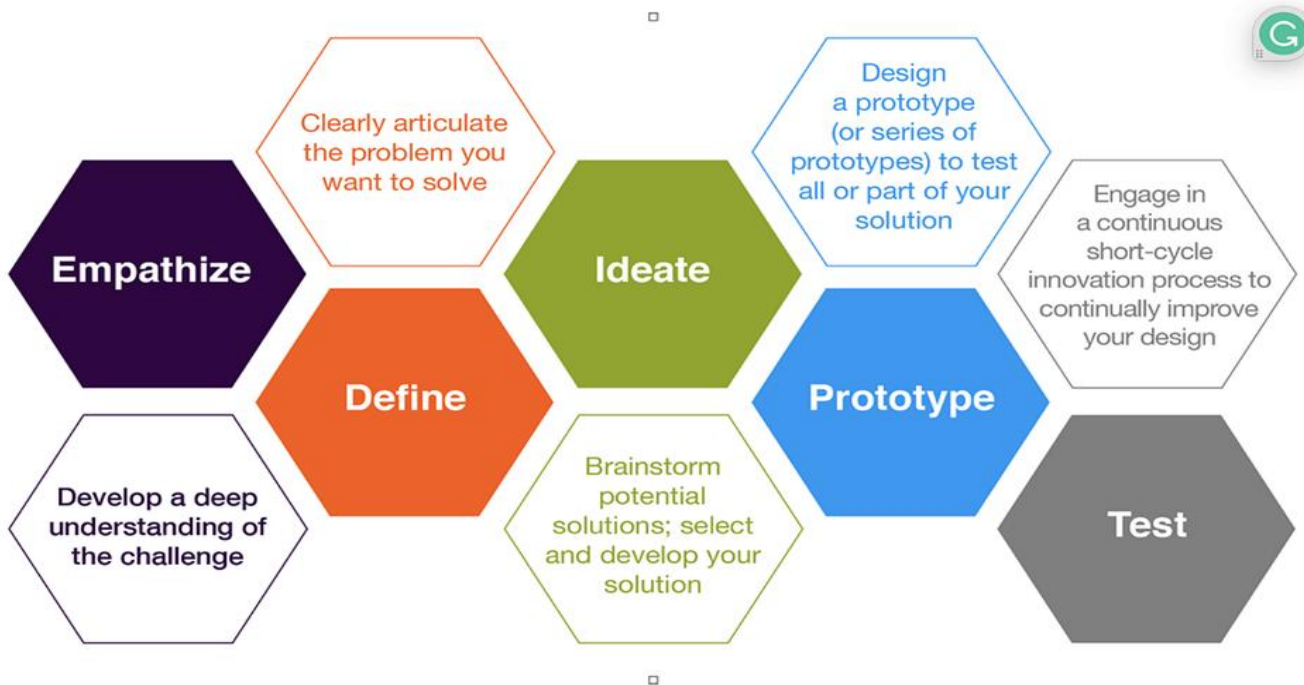 Empathize
Develop a deep
understanding of
the challenge
Clearly articulate
the problem you
want to solve
Define
Ideate
Brainstorm
potential
solutions; select
and develop your
solution
Design
a prototype
(or series of
prototypes) to test
all or part of your
solution
Prototype
Engage in
a continuous
short-cycle
innovation process to
continually improve
your design
Test
G